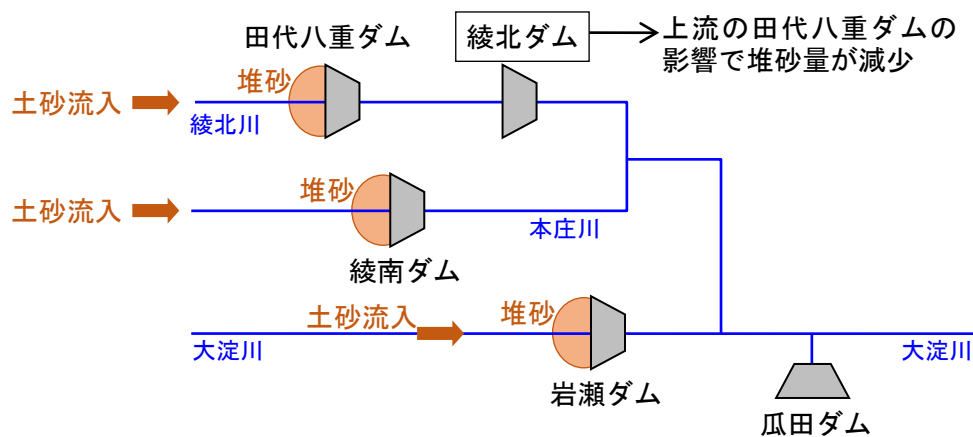 田代八重ダム
綾北ダム
上流の田代八重ダムの
影響で堆砂量が減少
土砂流入
堆砂
綾北川
土砂流入
堆砂
本庄川
綾南ダム
土砂流入
堆砂
大淀川
大淀川
岩瀬ダム
瓜田ダム